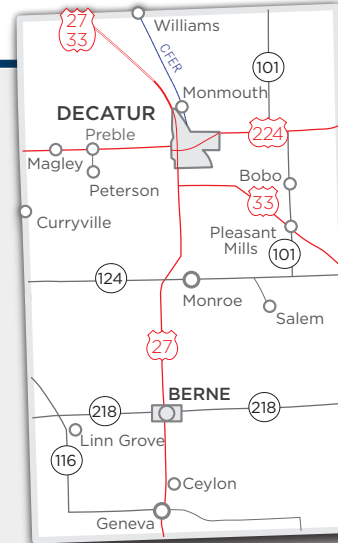 Williams
27
33
CFER
101
Monmouth
DECATUR
Preble
224
Magley
Peterson
Bobo
33
Curryville
Pleasant
Mills
101
124
Monroe
Salem
27
BERNE
218
218
Linn Grove
116
Ceylon
Geneva